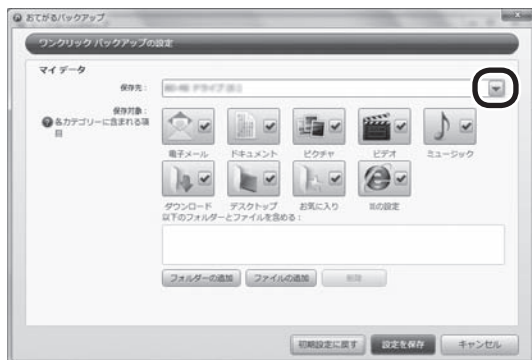 おてがるバックアップ
ワンクリック バックアップの設定
マイ データ
保存先：
保存対象：
各カテゴリーに含まれる項
目
電子メール ドキュメント ピクチャ ビデオ ミュージック
ダウンロード デスクトップ お気に入り IEの設定
以下のフォルダーとファイルを含める：
フォルダーの追加 ファイルの追加 削除
初期設定に戻す 設定を保存 キャンセル